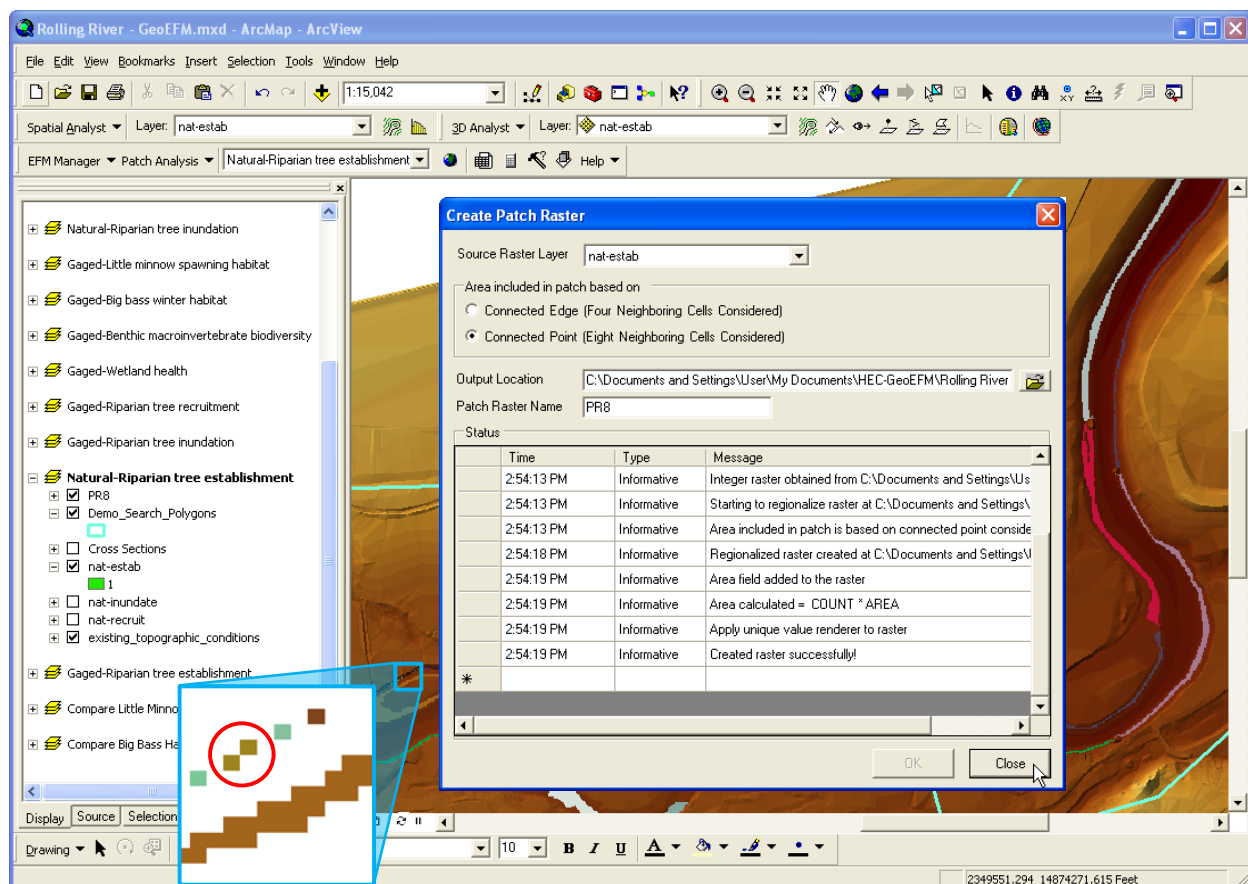 Rolling River - GeoEFM.mxd - ArcMap - ArcView
File Edit View Bookmarks Insert Selection Tools Window Help
1:15,042
Spatial Analyst Layer: nat-estab 3D Analyst Layer: nat-estab
EFM Manager Patch Analysis Natural-Riparian tree establishment Help
Natural-Riparian tree inundation
Gaged-Little minnow spawning habitat
Gaged-Big bass winter habitat
Gaged-Benthic macroinvertebrate biodiversity
Gaged-Wetland health
Gaged-Riparian tree recruitment
Gaged-Riparian tree inundation
Natural-Riparian tree establishment
PR8
Demo_Search_Polygons
Cross Sections
nat-estab
1
nat-inundate
nat-recruit
existing_topographic_conditions
Gaged-Riparian tree establishment
Compare Little Minno
Compare Big Bass Ha
Display Source Selection
Create Patch Raster
Source Raster Layer nat-estab
Area included in patch based on
Connected Edge (Four Neighboring Cells Considered)
Connected Point (Eight Neighboring Cells Considered)
Output Location C:\Documents and Settings\User\My Documents\HEC-GeoEFM\Rolling River
Patch Raster Name PR8
Status
Time Type Message
2:54:13 PM Informative Integer raster obtained from C:\Documents and Settings\Us
2:54:13 PM Informative Starting to regionalize raster at C:\Documents and Settings\
2:54:13 PM Informative Area included in patch is based on connected point conside
2:54:18 PM Informative Regionalized raster created at C:\Documents and Settings\
2:54:19 PM Informative Area field added to the raster
2:54:19 PM Informative Area calculated = COUNT * AREA
2:54:19 PM Informative Apply unique value renderer to raster
2:54:19 PM Informative Created raster successfully!
OK Close
Drawing 10 B I U A
2349551.294 14874271.615 Feet